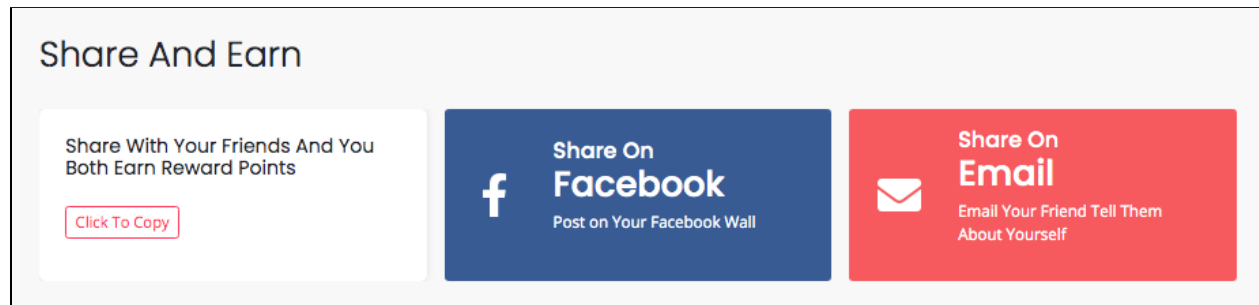 Share And Earn
Share With Your Friends And You
Both Earn Reward Points
Click To Copy
Share On
Facebook
Post on Your Facebook Wall
Share On
Email
Email Your Friend Tell Them
About Yourself